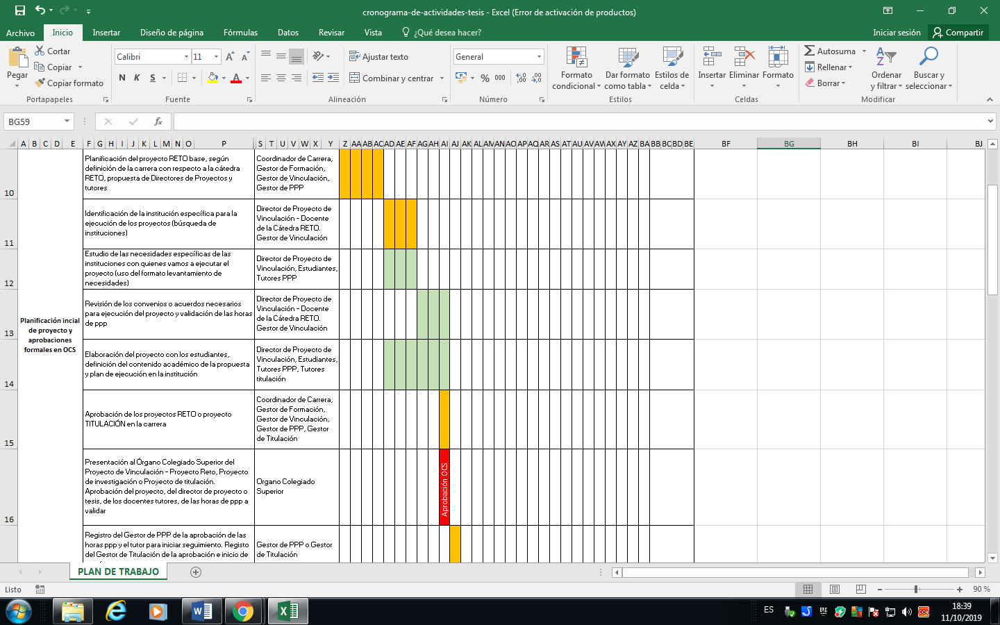 cronograma-de-actividades-tesis - Excel (Error de activación de productos)
Archivo Inicio Insertar Diseño de página Fórmulas Datos Revisar Vista ¿Qué desea hacer? Iniciar sesión Compartir
Pegar
Cortar
Copiar
Copiar formato
Portapapeles
Calibri 11
N K S
Fuente
Ajustar texto
Combinar y centrar
Alineación
General
% 000
Número
Formato condicional
Dar formato como tabla
Estilos de celda
Estilos
Insertar Eliminar Formato
Celdas
Autosuma
Rellenar
Borrar
Ordenar y filtrar
Buscar y seleccionar
Modificar
BG59
fx
A B C D E F G H I J K L M N O P S T U V W X Y Z AA AB AC AD AE AF AG AH AI AJ AK AL AM AN AO AP AQ AR AS AT AU AV AW AX AY AZ BA BB BC BD BE BF BG BH BI BJ
Planificación incial
de proyecto y
aprobaciones
formales en OCS
10
Planificación del proyecto RETO base, según
definición de la carrera con respecto a la cátedra
RETO, propuesta de Directores de Proyectos y
tutores
Coordinador de Carrera,
Gestor de Formación,
Gestor de Vinculación,
Gestor de PPP
11
Identificación de la institución específica para la
ejecución de los proyectos (búsqueda de
instituciones)
Director de Proyecto de
Vinculación - Docente
de la Cátedra RETO.
Gestor de Vinculación
12
Estudio de las necesidades específicas de las
instituciones con quienes vamos a ejecutar el
proyecto (uso del formato levantamiento de
necesidades)
Director de Proyecto de
Vinculación, Estudiantes,
Tutores PPP
13
Revisión de los convenios o acuerdos necesarios
para ejecución del proyecto y validación de las horas
de ppp
Director de Proyecto de
Vinculación - Docente
de la Cátedra RETO.
Gestor de Vinculación
14
Elaboración del proyecto con los estudiantes,
definición del contenido académico de la propuesta
y plan de ejecución en la institución
Director de Proyecto de
Vinculación, Estudiantes,
Tutores PPP, Tutores
titulación
15
Aprobación de los proyectos RETO o proyecto
TITULACIÓN en la carrera
Coordinador de Carrera,
Gestor de Formación,
Gestor de Vinculación,
Gestor de PPP, Gestor
de Titulación
16
Presentación al Órgano Colegiado Superior del
Proyecto de Vinculación - Proyecto Reto, Proyecto
de investigación o Proyecto de titulación.
Aprobación del proyecto, del director de proyecto o
tesis, de los docentes tutores, de las horas de ppp a
validar
Organo Colegiado
Superior
Aprobación OCS
Registro del Gestor de PPP de la aprobación de las
horas ppp y el tutor para iniciar seguimiento. Registo
del Gestor de Titulación de la aprobación e inicio de
Gestor de PPP o Gestor
de Titulación
PLAN DE TRABAJO
Listo
90 %
ES
18:39
11/10/2019